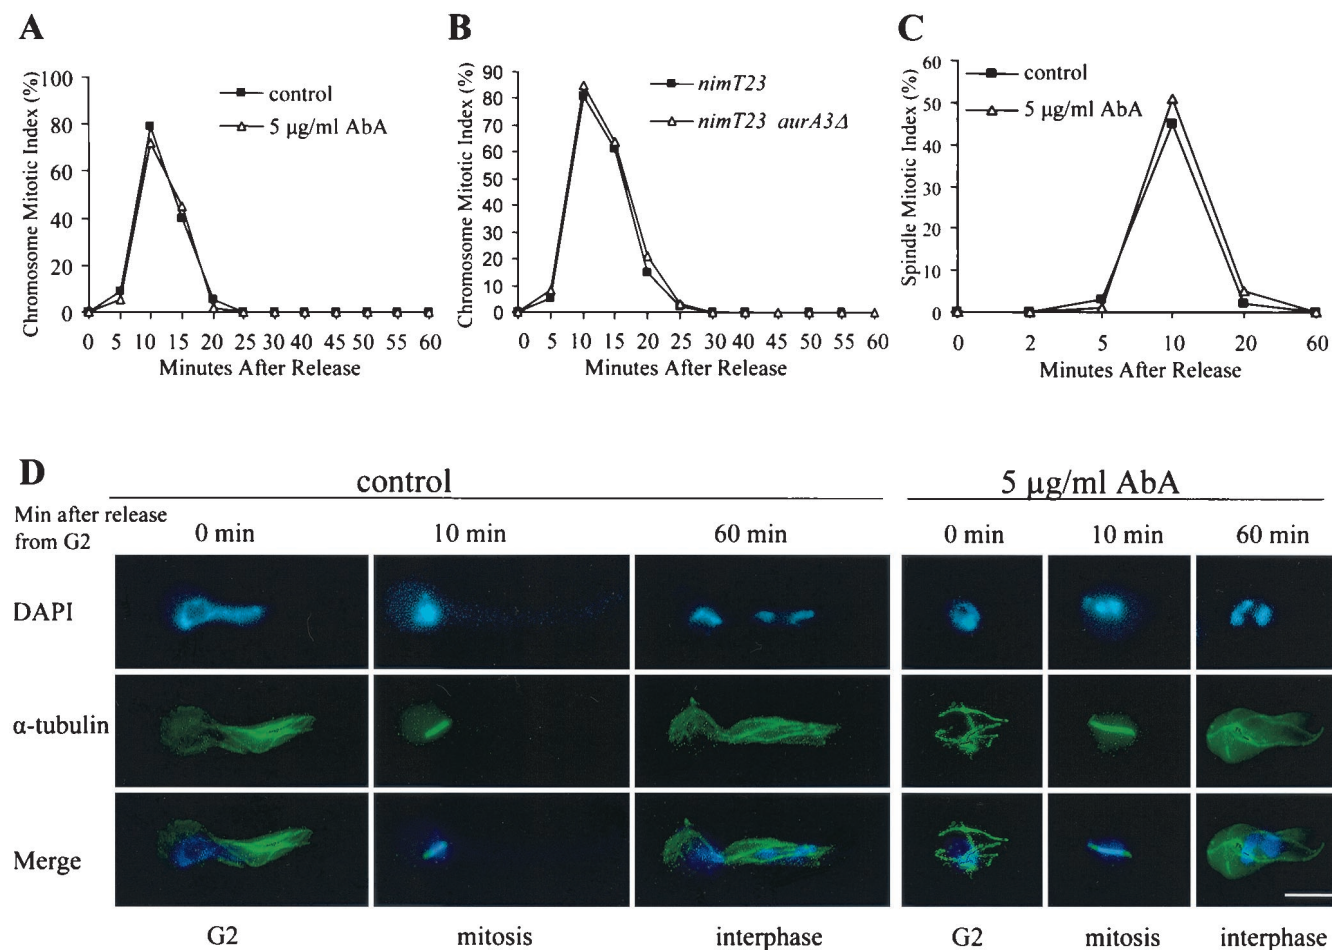 A
Chromosome Mitotic Index (%)
100
80
60
40
20
0
control
5 µg/ml AbA
0 5 10 15 20 25 30 40 45 50 55 60
Minutes After Release
B
Chromosome Mitotic Index (%)
90
80
70
60
50
40
30
20
10
0
nimT23
nimT23 aurA3Δ
0 5 10 15 20 25 30 40 45 50 55 60
Minutes After Release
C
Spindle Mitotic Index (%)
60
50
40
30
20
10
0
control
5 µg/ml AbA
0 2 5 10 20 60
Minutes After Release
D
control 5 µg/ml AbA
Min after release
from G2
0 min 10 min 60 min 0 min 10 min 60 min
DAPI
α-tubulin
Merge
G2 mitosis interphase G2 mitosis interphase